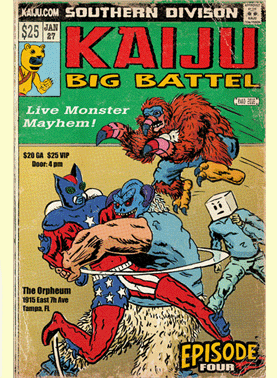 KAIJU.COM
SOUTHERN DIVISON
$25
JAN
27
KAIJU
BIG BATTEL
Live Monster
Mayhem!
$20 GA $25 VIP
Door: 4 pm
The Orpheum
1915 East 7h Ave
Tampa, FL
EPISODE
FOUR